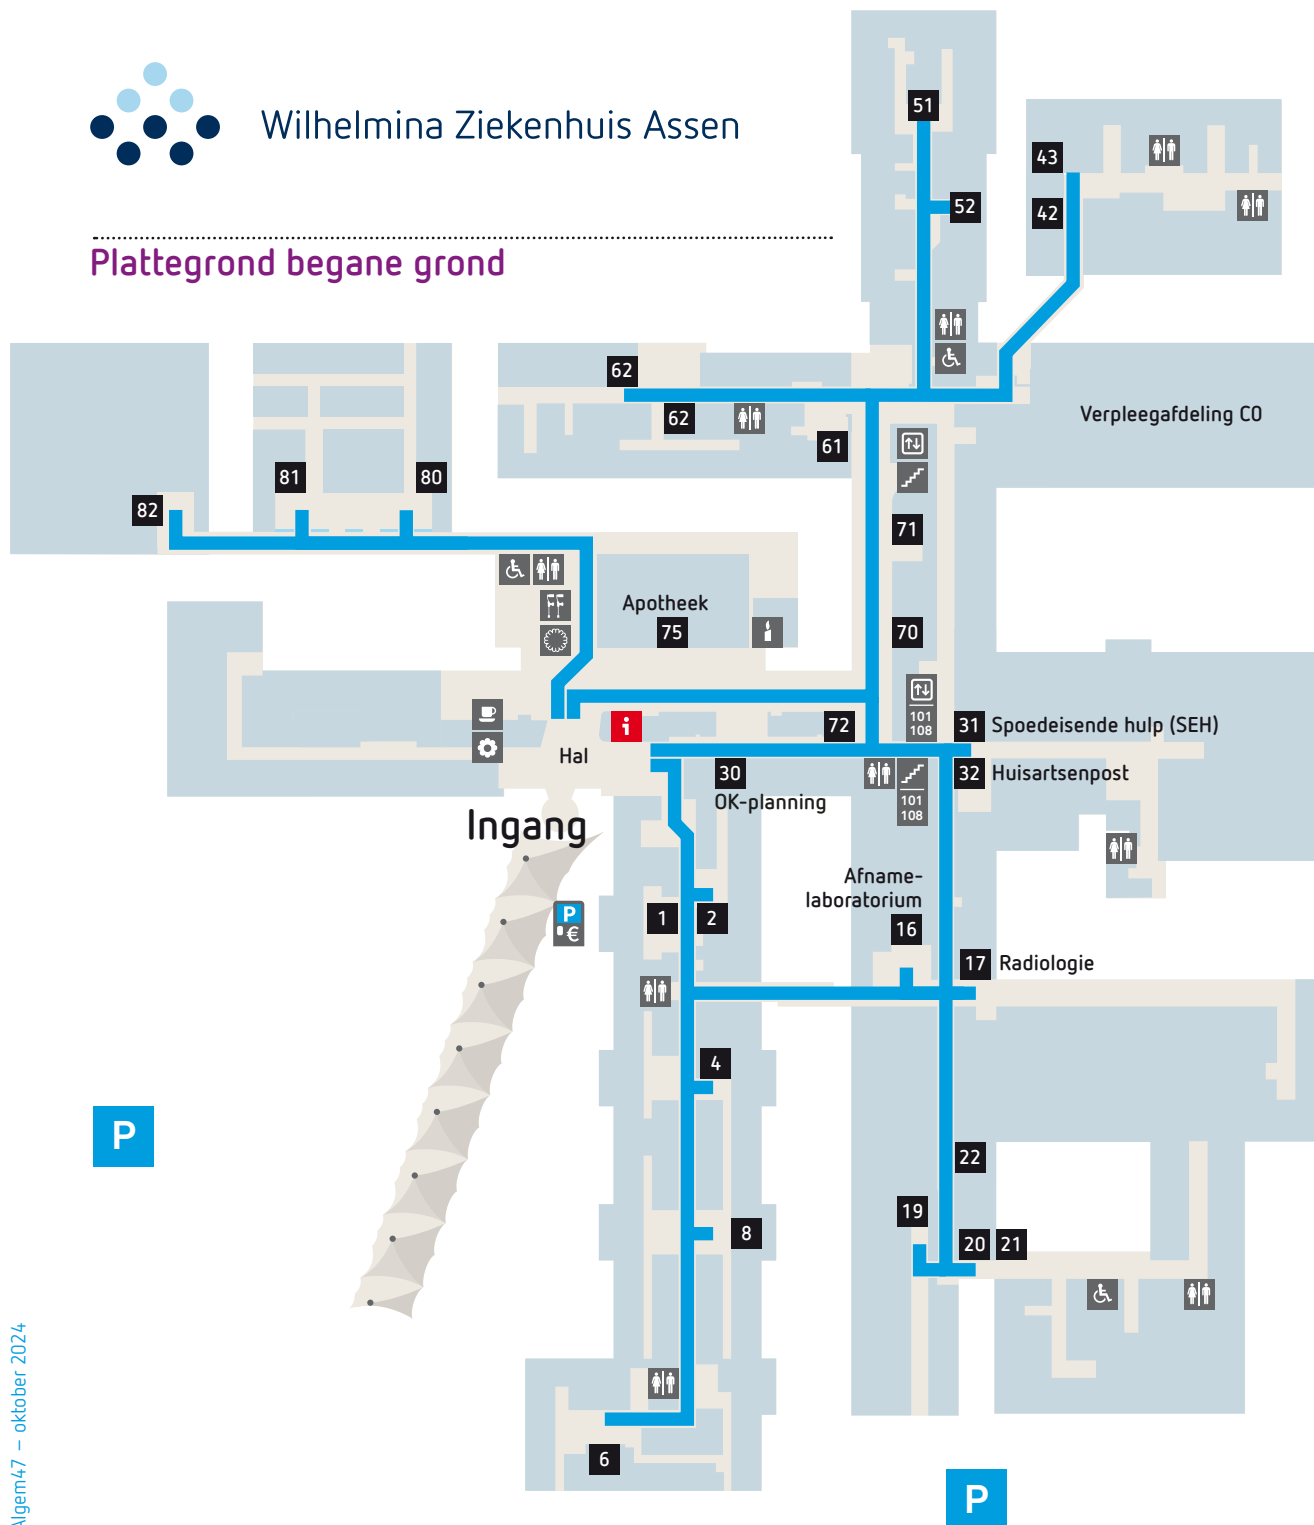 Wilhelmina Ziekenhuis Assen
Plattegrond begane grond
51
43
52
42
62
62
61
Verpleegafdeling C0
81
80
82
71
Apotheek
75
70
101
108
72
31 Spoedeisende hulp (SEH)
Hal
30
32 Huisartsenpost
OK-planning
101
108
Ingang
Afname-
laboratorium
P
€
1
2
16
17 Radiologie
4
P
22
19
8
20
21
6
P
Algem47 – oktober 2024